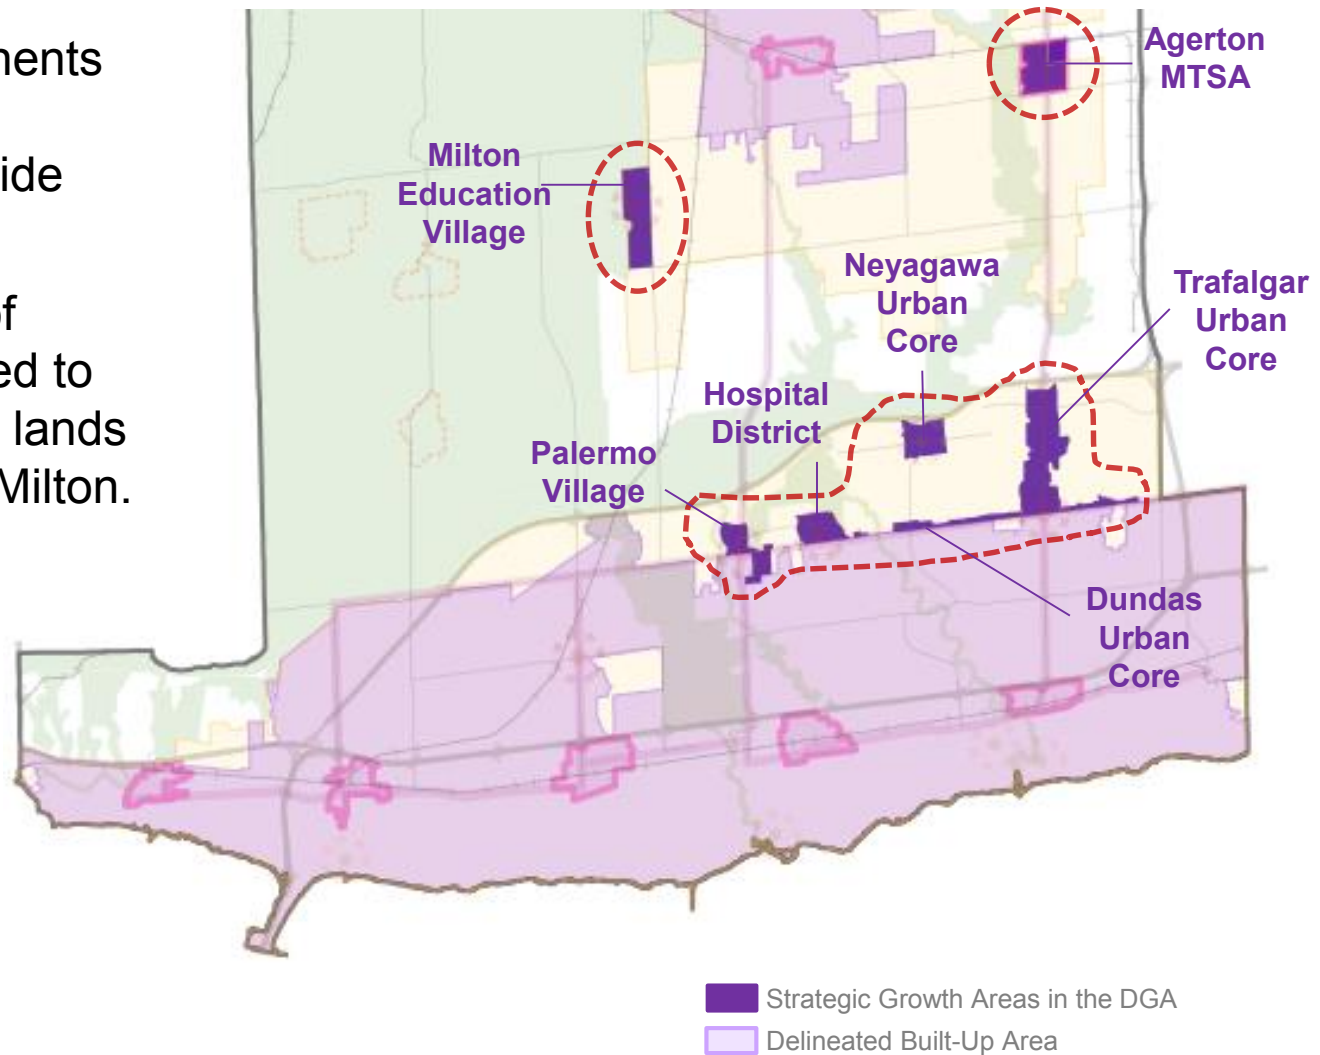 nents
ide
of
ed to
lands
Milton.
Agerton
MTSA
Milton
Education
Village
Neyagawa
Urban
Core
Trafalgar
Urban
Core
Hospital
District
Palermo
Village
Dundas
Urban
Core
Strategic Growth Areas in the DGA
Delineated Built-Up Area